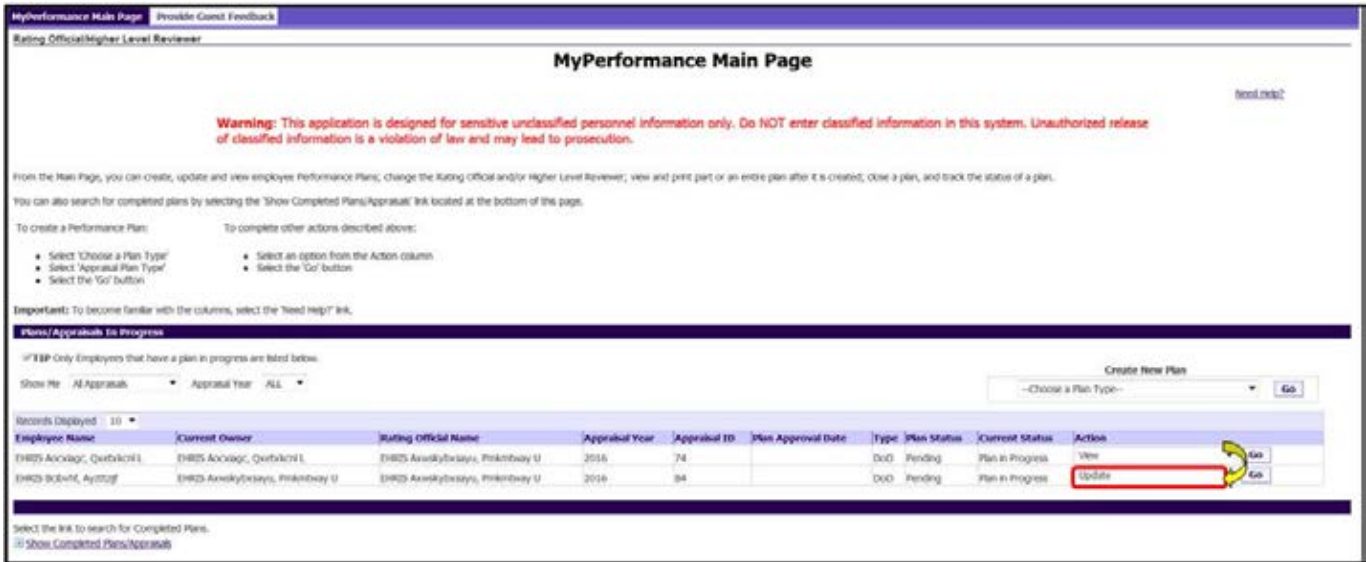 MyPerformance Main Page Provide Guest Feedback
Rating Official/Higher Level Reviewer
MyPerformance Main Page
Need Help?
Warning: This application is designed for sensitive unclassified personnel information only. Do NOT enter classified information in this system. Unauthorized release
of classified information is a violation of law and may lead to prosecution.
From the Main Page, you can create, update and view employee Performance Plans; change the Rating Official and/or Higher Level Reviewer; view and print part or an entire plan after it is created; close a plan, and track the status of a plan.
You can also search for completed plans by selecting the 'Show Completed Plans/Appraisals' link located at the bottom of this page.
To create a Performance Plan: To complete other actions described above:
• Select 'Choose a Plan Type' • Select an option from the Action column
• Select 'Appraisal Plan Type' • Select the 'Go' button
• Select the 'Go' button
Important: To become familiar with the columns, select the 'Need Help?' link.
Plans/Appraisals In Progress
TIP Only Employees that have a plan in progress are listed below.
Create New Plan
Show Me All Appraisals Appraisal Year ALL --Choose a Plan Type-- Go
Records Displayed 10
Employee Name Current Owner Rating Official Name Appraisal Year Appraisal ID Plan Approval Date Type Plan Status Current Status Action
EHRIS EHRIS EHRIS 2016 74 DoD Pending Plan in Progress View Go
EHRIS EHRIS EHRIS 2016 84 DoD Pending Plan in Progress Update Go
Select the link to search for Completed Plans.
Show Completed Plans/Appraisals